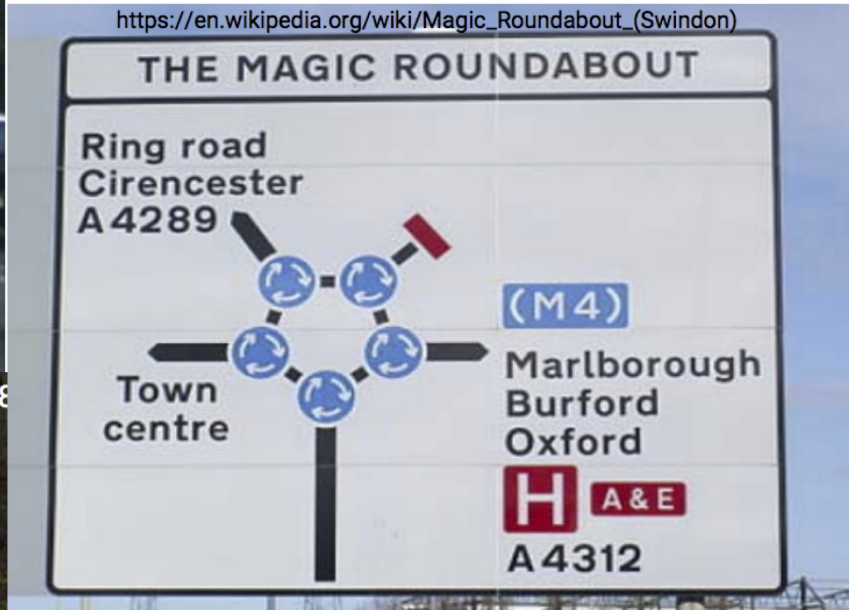 https://en.wikipedia.org/wiki/Magic_Roundabout_(Swindon)
THE MAGIC ROUNDABOUT
Ring road
Cirencester
A4289
(M4)
Town
centre
Marlborough
Burford
Oxford
H A & E
A4312